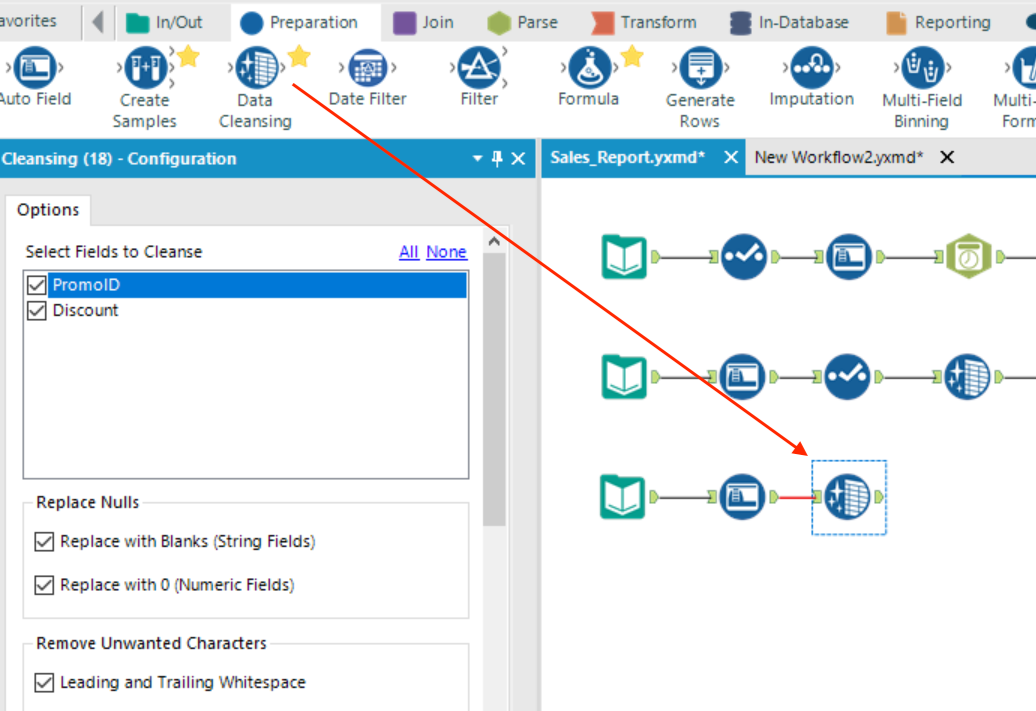 avorites In/Out Preparation Join Parse Transform In-Database Reporting
Auto Field Create Samples Data Cleansing Date Filter Filter Formula Generate Rows Imputation Multi-Field Binning Multi- Form
Cleansing (18) - Configuration
Sales_Report.yxmd* New Workflow2.yxmd*
Options
Select Fields to Cleanse All None
PromoID
Discount
Replace Nulls
Replace with Blanks (String Fields)
Replace with 0 (Numeric Fields)
Remove Unwanted Characters
Leading and Trailing Whitespace